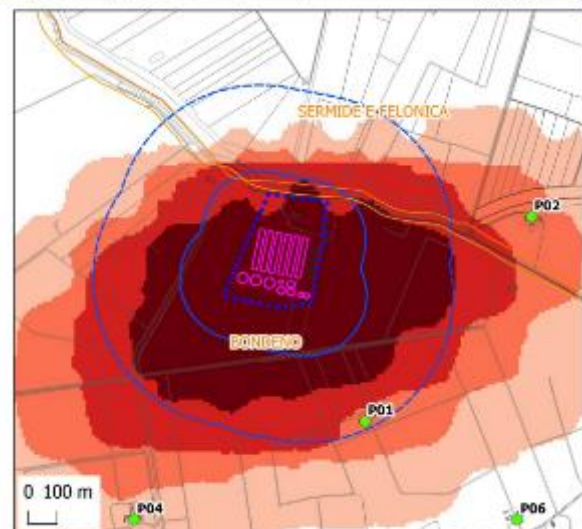 SERMIDE E FELONICA
P02
BONDENO
P01
0 100 m
P04
P06